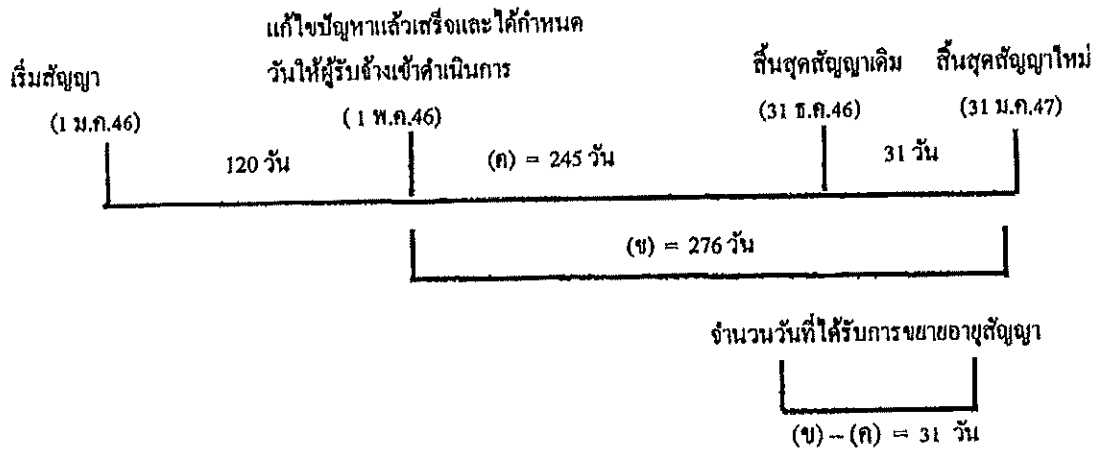 แก้ไขปัญหาแล้วเสร็จและได้กำหนด
เริ่มสัญญา วันให้ผู้รับจ้างเข้าดำเนินการ สิ้นสุดสัญญาเดิม สิ้นสุดสัญญาใหม่
(1 ม.ค.46) ( 1 พ.ค.46) (31 ธ.ค.46) (31 ม.ค.47)
120 วัน (ค) = 245 วัน 31 วัน
(ข) = 276 วัน
จำนวนวันที่ได้รับการขยายอายุสัญญา
(ข) – (ค) = 31 วัน